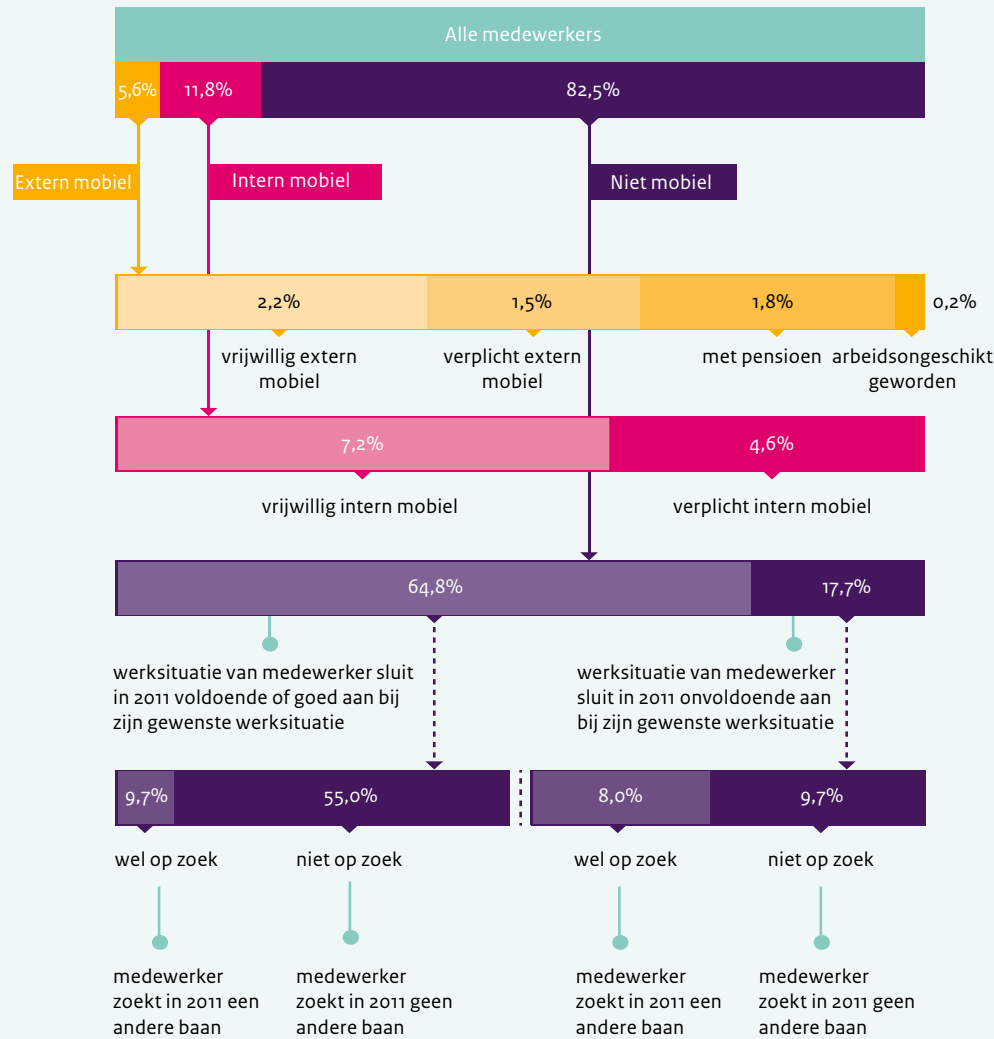 Alle medewerkers
5,6% 11,8% 82,5%
Extern mobiel Intern mobiel Niet mobiel
2,2% 1,5% 1,8% 0,2%
vrijwillig extern
mobiel
verplicht extern
mobiel
met pensioen
arbeidsongeschikt
geworden
7,2% 4,6%
vrijwillig intern mobiel verplicht intern mobiel
64,8% 17,7%
werksituatie van medewerker sluit
in 2011 voldoende of goed aan bij
zijn gewenste werksituatie
werksituatie van medewerker
sluit in 2011 onvoldoende aan
bij zijn gewenste werksituatie
9,7% 55,0% 8,0% 9,7%
wel op zoek niet op zoek wel op zoek niet op zoek
medewerker
zoekt in 2011 een
andere baan
medewerker
zoekt in 2011 geen
andere baan
medewerker
zoekt in 2011 een
andere baan
medewerker
zoekt in 2011 geen
andere baan